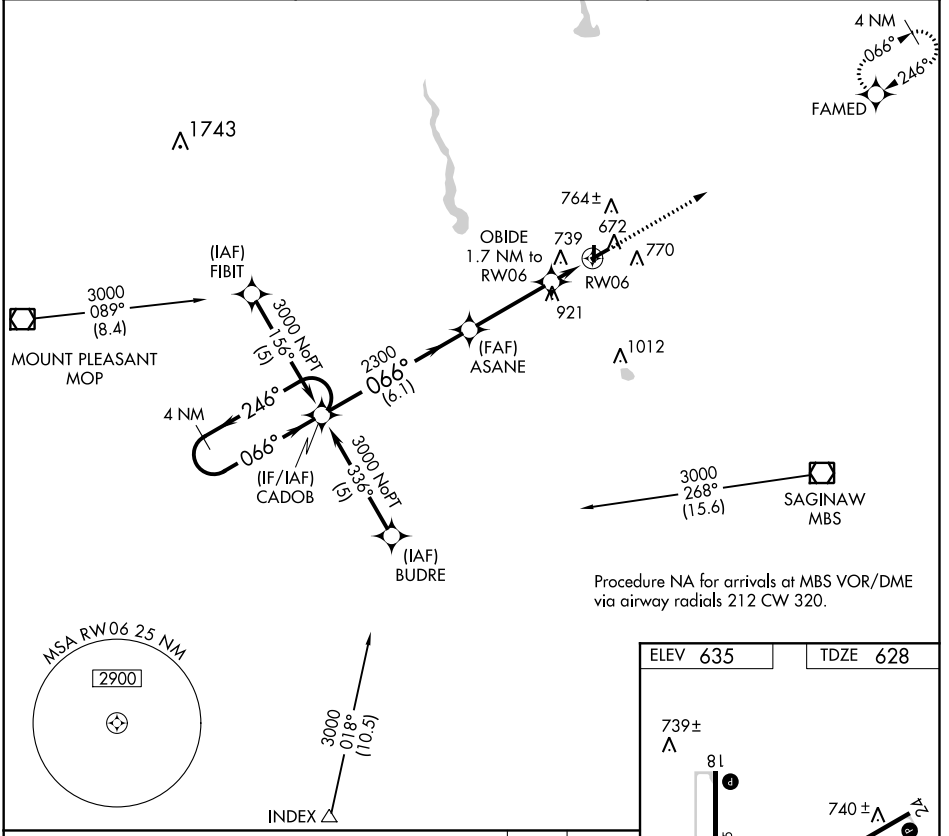 4 NM
066°
246°
FAMED
1743
764±
672
OBIDE
1.7 NM to
RW06
739
770
RW06
(IAF)
FIBIT
921
3000
089°
(8.4)
MOUNT PLEASANT
MOP
3000 NoPT
156°
(5)
2300
066°
(6.1)
(FAF)
ASANE
1012
4 NM
246°
066°
(IF/IAF)
CADOB
3000 NoPT
336°
(5)
(IAF)
BUDRE
3000
268°
(15.6)
SAGINAW
MBS
Procedure NA for arrivals at MBS VOR/DME
via airway radials 212 CW 320.
MSA RW06 25 NM
2900
3000
018°
(10.5)
INDEX
ELEV 635
TDZE 628
739±
18
P
740±
24
P